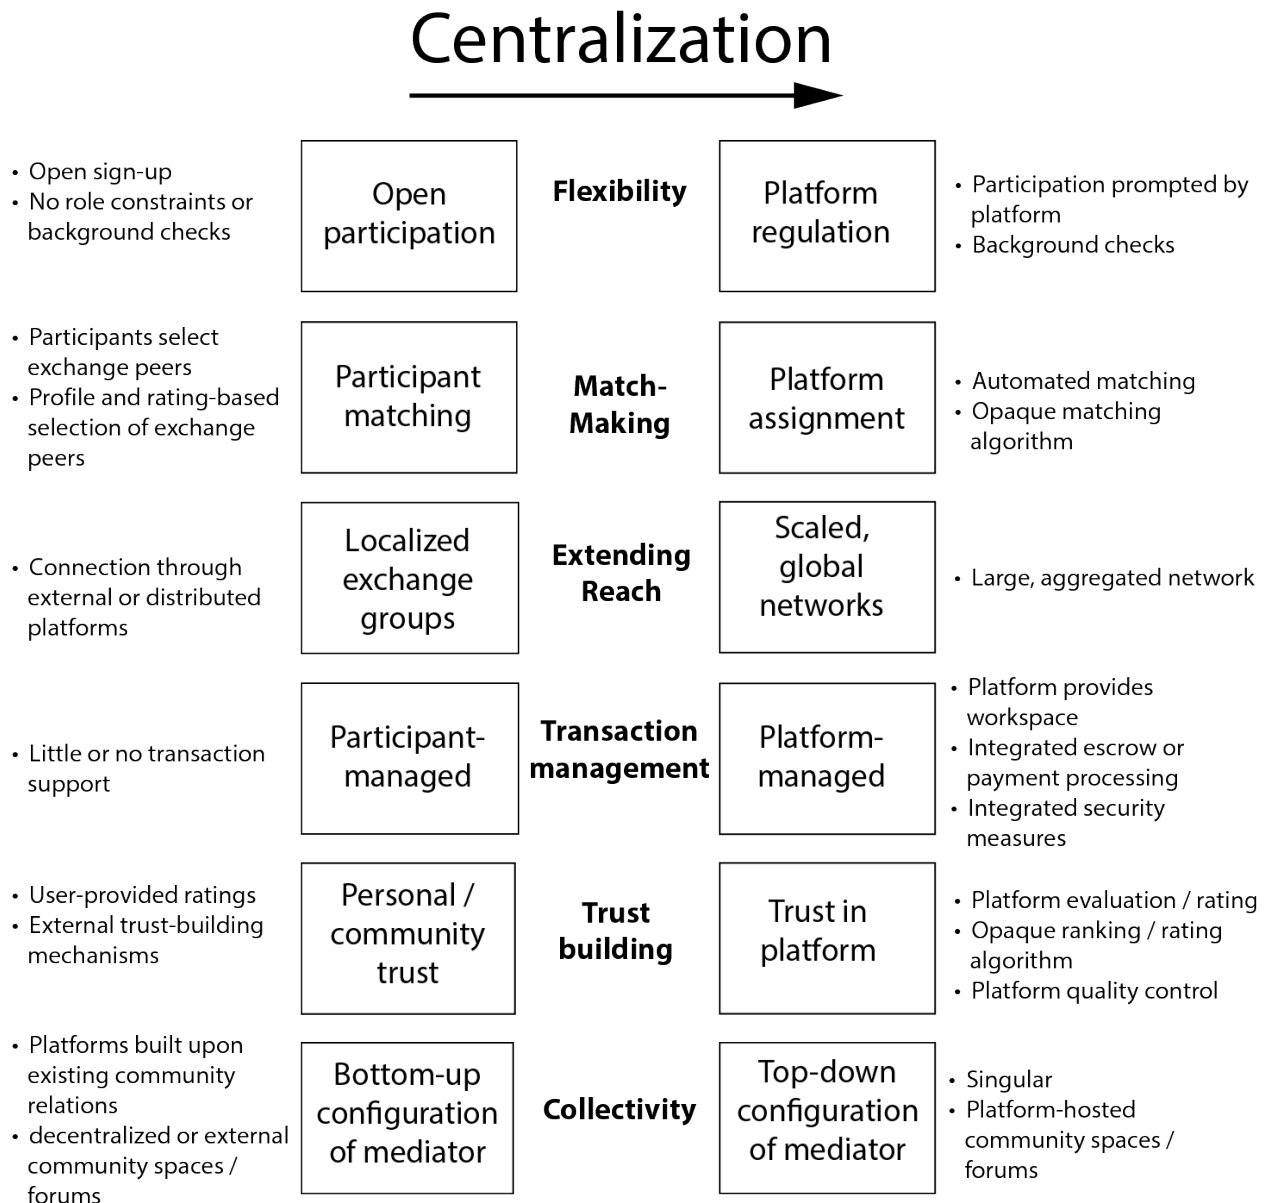 Centralization
• Open sign-up
• No role constraints or
background checks
Open
participation
Flexibility
Platform
regulation
• Participation prompted by
platform
• Background checks
• Participants select
exchange peers
• Profile and rating-based
selection of exchange
peers
Participant
matching
Match-
Making
Platform
assignment
• Automated matching
• Opaque matching
algorithm
• Connection through
external or distributed
platforms
Localized
exchange
groups
Extending
Reach
Scaled,
global
networks
• Large, aggregated network
• Little or no transaction
support
Participant-
managed
Transaction
management
Platform-
managed
• Platform provides
workspace
• Integrated escrow or
payment processing
• Integrated security
measures
• User-provided ratings
• External trust-building
mechanisms
Personal /
community
trust
Trust
building
Trust in
platform
• Platform evaluation / rating
• Opaque ranking / rating
algorithm
• Platform quality control
• Platforms built upon
existing community
relations
• decentralized or external
community spaces /
forums
Bottom-up
configuration
of mediator
Collectivity
Top-down
configuration
of mediator
• Singular
• Platform-hosted
community spaces /
forums